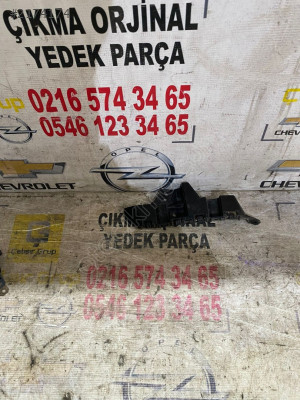 ÇIKMA ORJİNAL
YEDEK PARÇA
0216 574 34 65
0546 123 34 65
OPEL
CHEVROLET
ÇIKMA ORJİNAL
YEDEK PARÇA
0216 574 34 65
0546 123 34 65